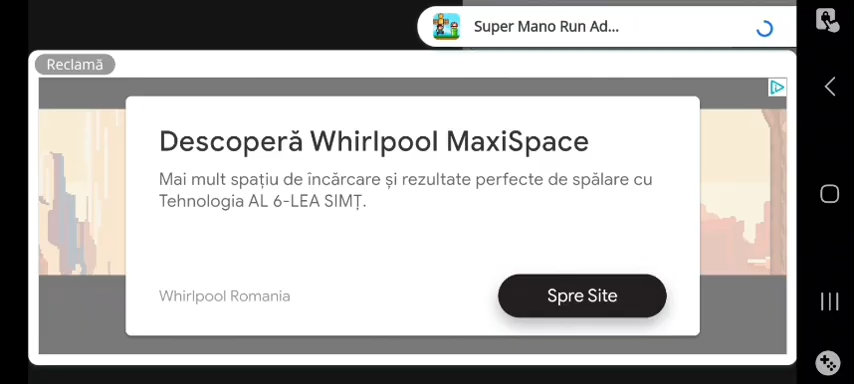 Super Mano Run Ad...
Reclamă
Descoperă Whirlpool MaxiSpace
Mai mult spațiu de încărcare și rezultate perfecte de spălare cu
Tehnologia AL 6-LEA SIMȚ.
Whirlpool Romania
Spre Site